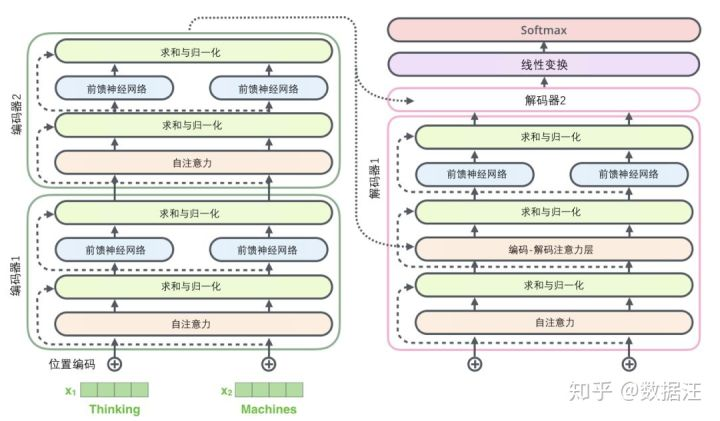 求和与归一化
前馈神经网络 前馈神经网络
求和与归一化
自注意力
编码器2
求和与归一化
前馈神经网络 前馈神经网络
求和与归一化
自注意力
编码器1
位置编码
x₁ x₂
Thinking Machines
Softmax
线性变换
解码器2
求和与归一化
前馈神经网络 前馈神经网络
求和与归一化
编码-解码注意力层
求和与归一化
自注意力
解码器1
知乎 @数据汪